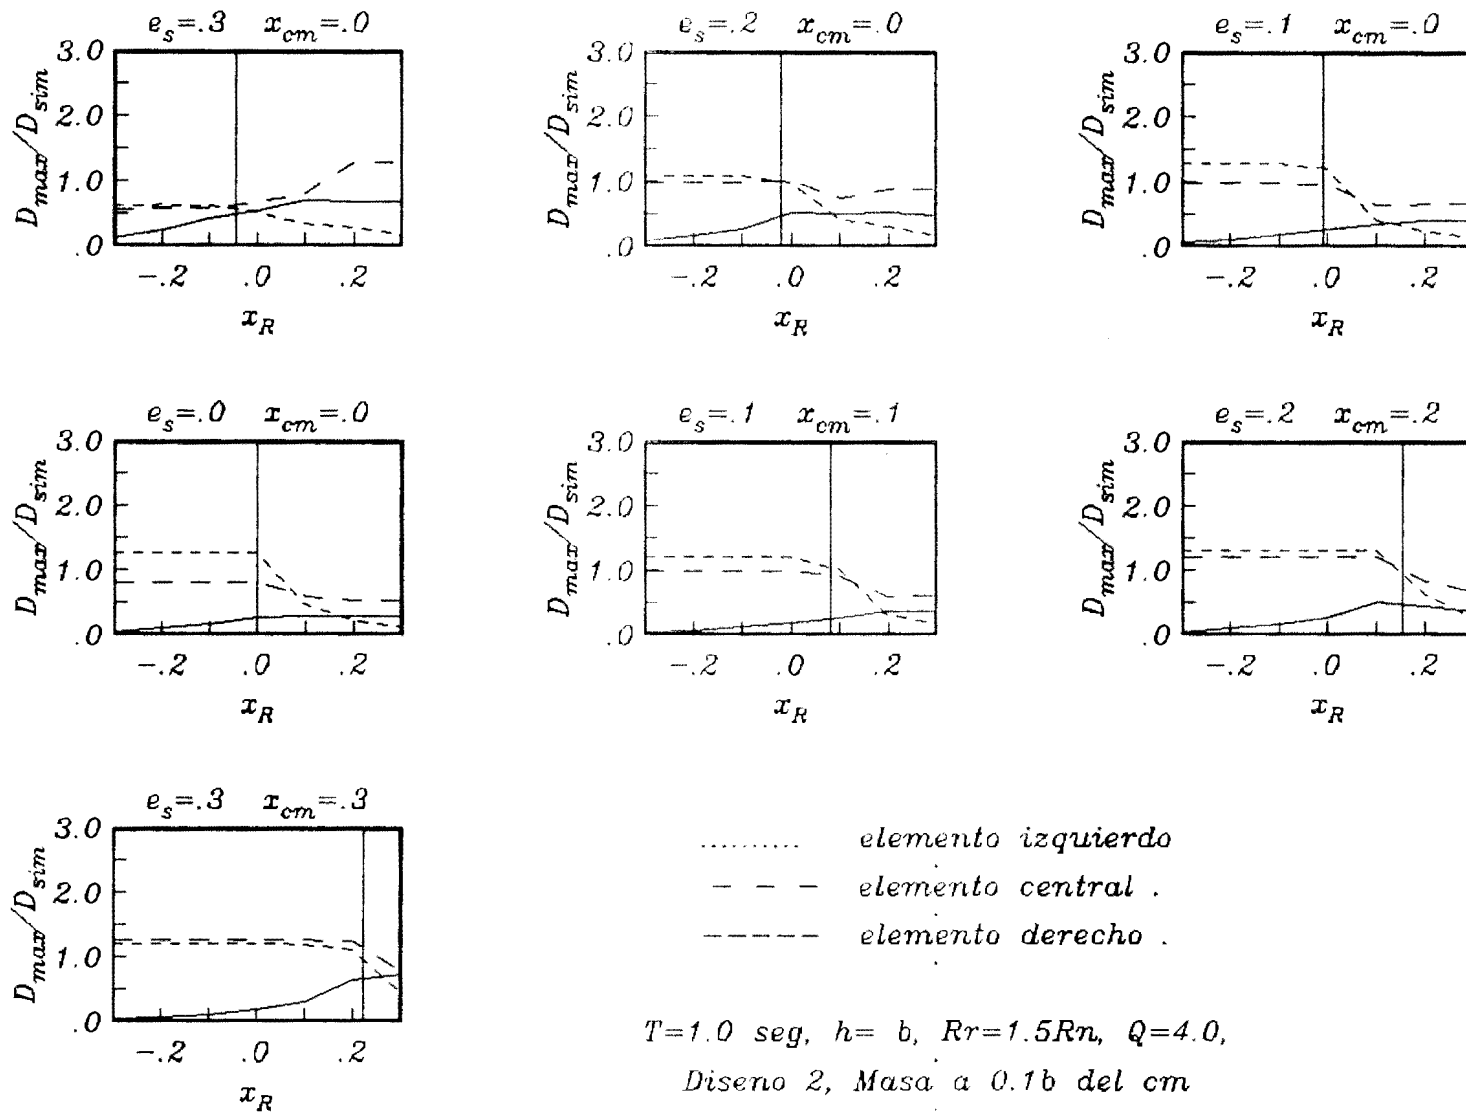 e_s=.3 x_cm=.0
e_s=.2 x_cm=.0
e_s=.1 x_cm=.0
D_max/D_sim
3.0
2.0
1.0
.0
-.2 .0 .2
x_R
D_max/D_sim
3.0
2.0
1.0
.0
-.2 .0 .2
x_R
D_max/D_sim
3.0
2.0
1.0
.0
-.2 .0 .2
x_R
e_s=.0 x_cm=.0
e_s=.1 x_cm=.1
e_s=.2 x_cm=.2
D_max/D_sim
3.0
2.0
1.0
.0
-.2 .0 .2
x_R
D_max/D_sim
3.0
2.0
1.0
.0
-.2 .0 .2
x_R
D_max/D_sim
3.0
2.0
1.0
.0
-.2 .0 .2
x_R
e_s=.3 x_cm=.3
D_max/D_sim
3.0
2.0
1.0
.0
-.2 .0 .2
x_R
elemento izquierdo
elemento central .
elemento derecho .
T=1.0 seg, h= b, Rr=1.5Rn, Q=4.0,
Diseno 2, Masa a 0.1b del cm